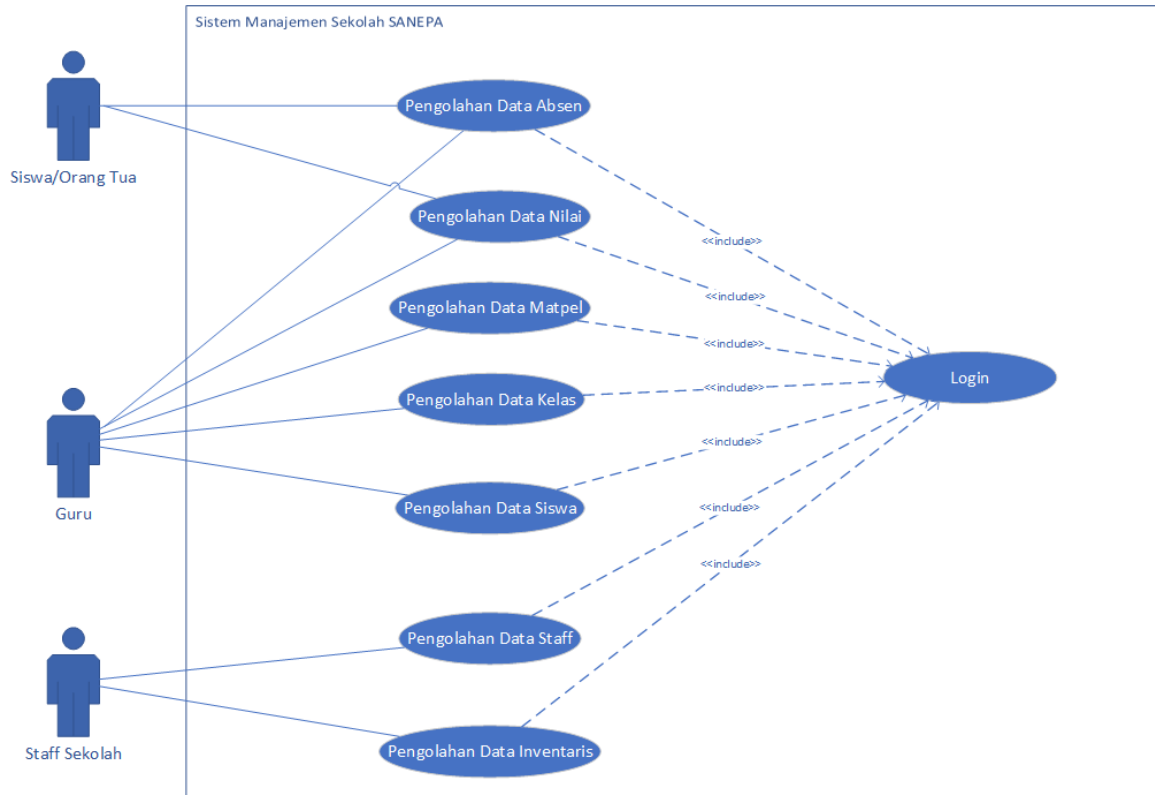 Sistem Manajemen Sekolah SANEPA
Pengolahan Data Absen
Siswa/Orang Tua
Pengolahan Data Nilai
<<include>>
<<include>>
Pengolahan Data Matpel
<<include>>
Login
Pengolahan Data Kelas
<<include>>
<<include>>
Pengolahan Data Siswa
Guru
<<include>>
<<include>>
Pengolahan Data Staff
Pengolahan Data Inventaris
Staff Sekolah